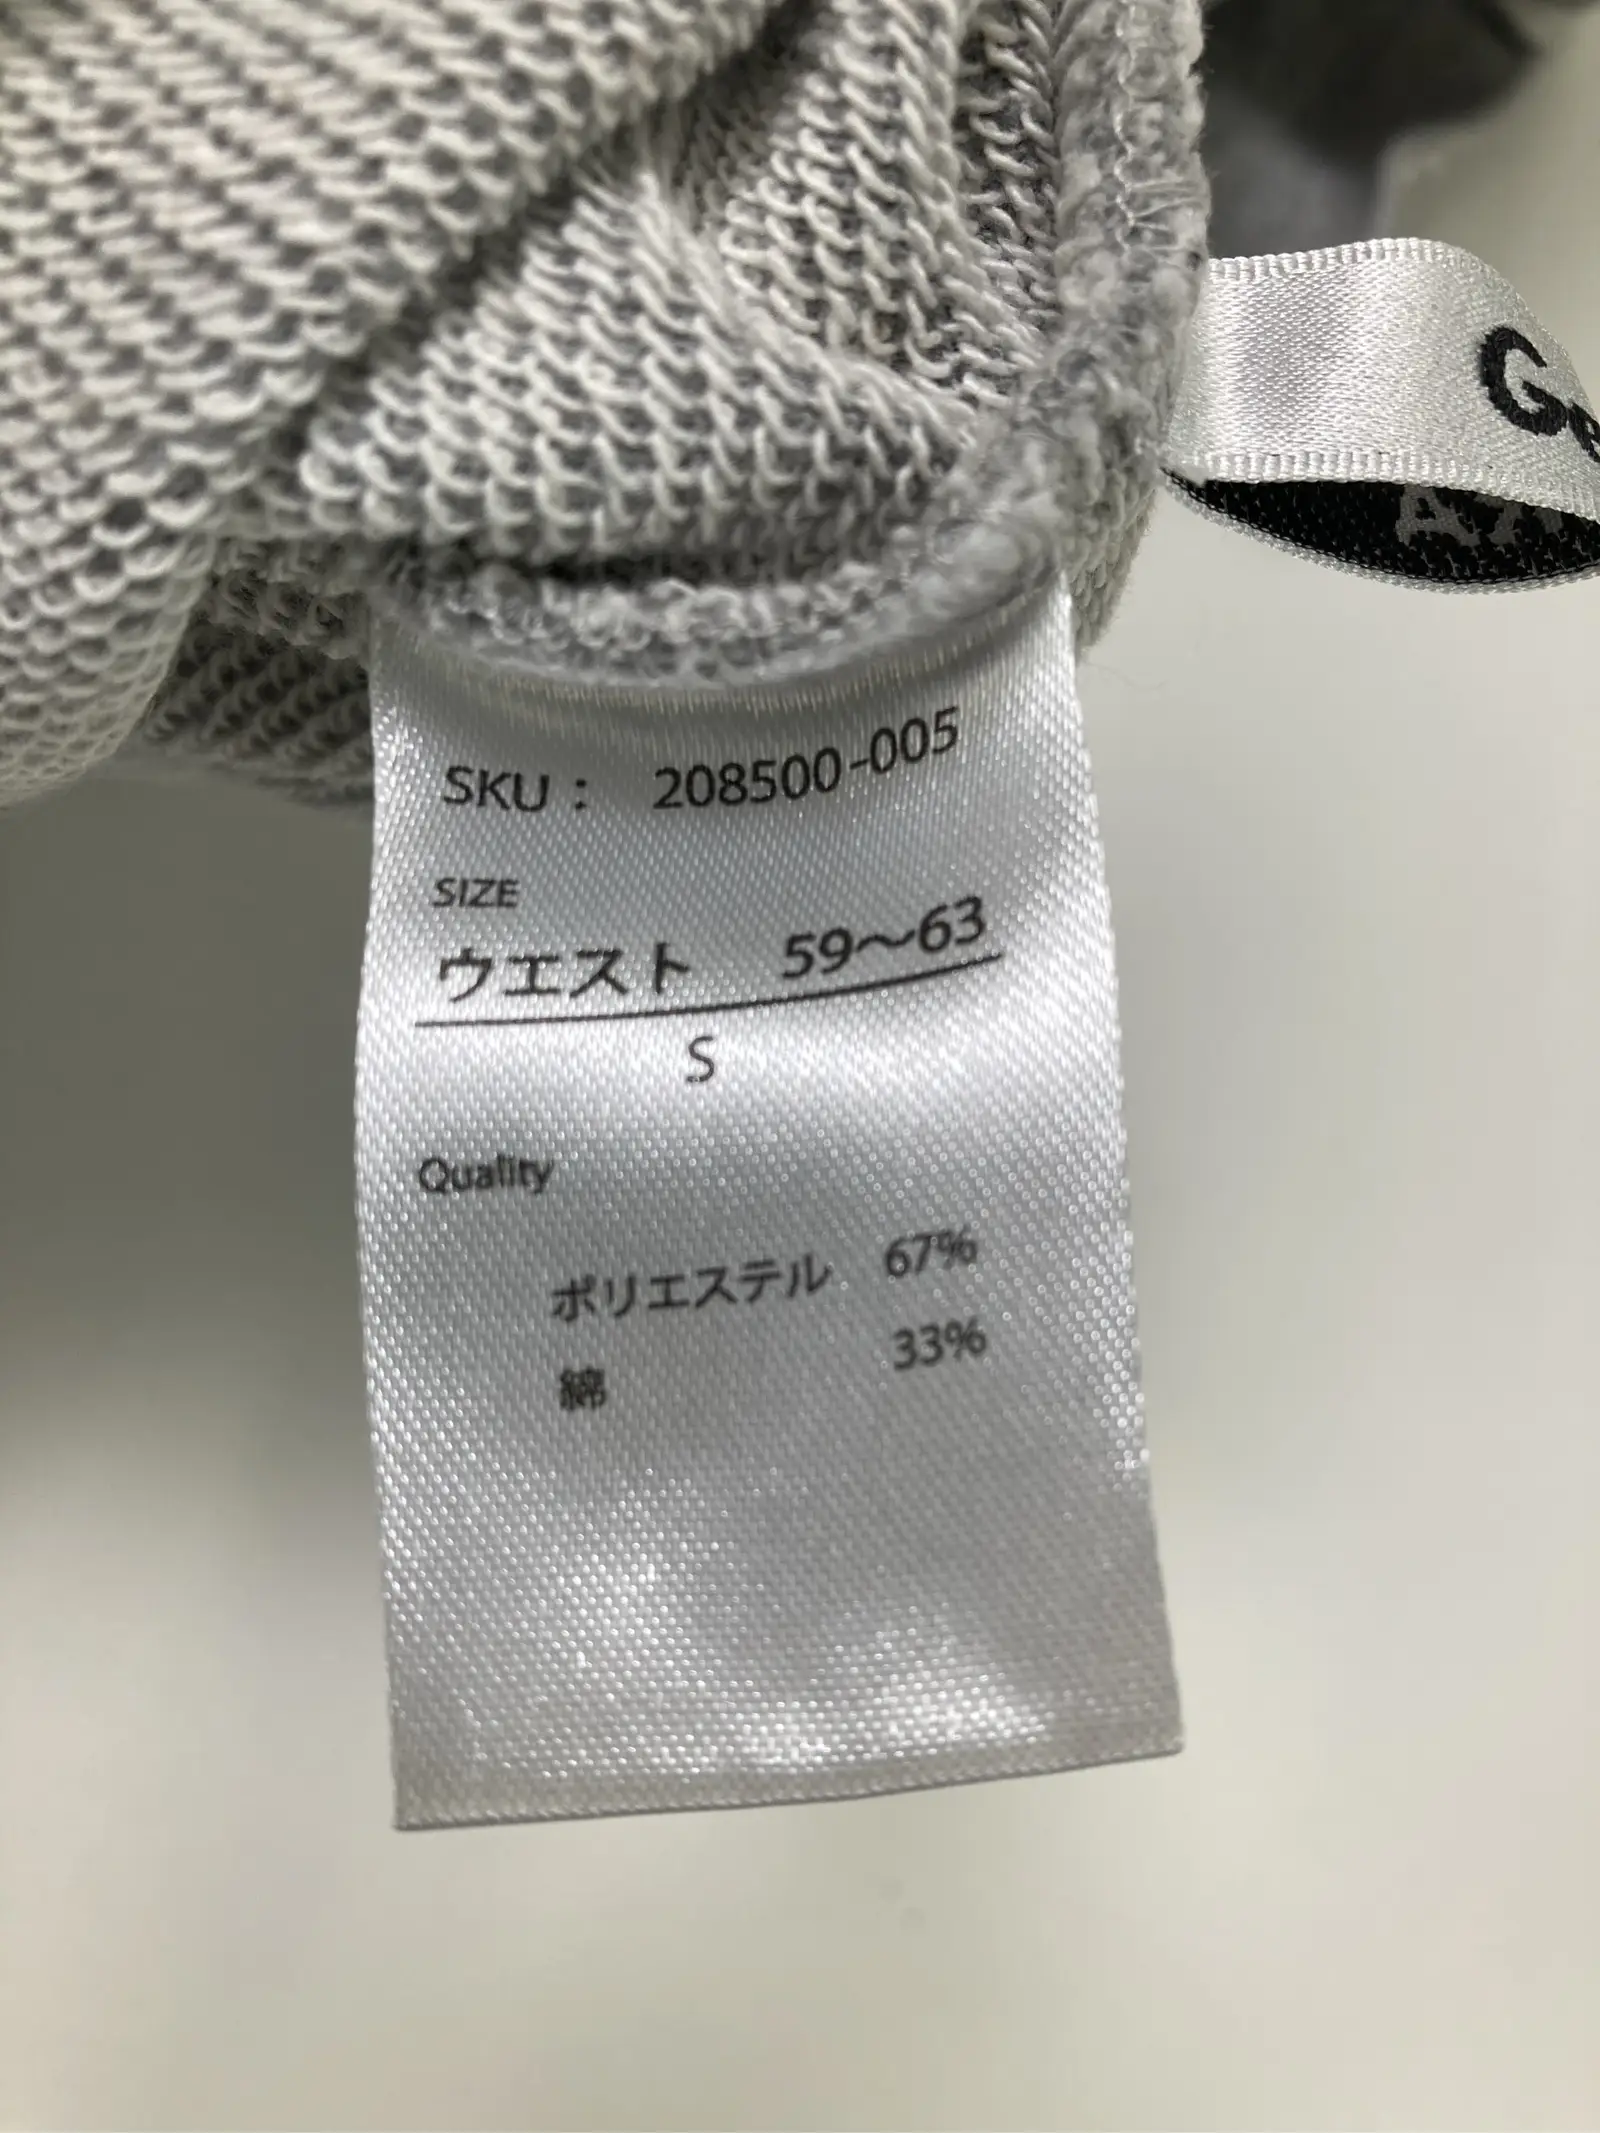 SKU： 208500-005
SIZE
ウエスト 59～63
S
Quality
ポリエステル 67%
綿 33%